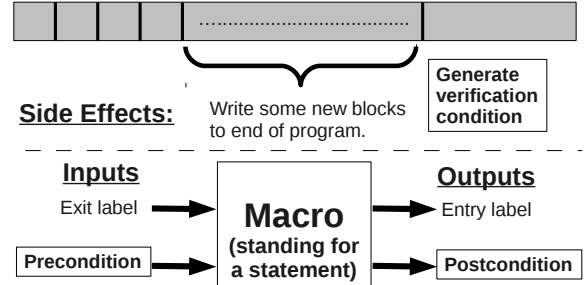 Side Effects:
Write some new blocks
to end of program.
Generate
verification
condition
Inputs
Exit label
Precondition
Macro
(standing for
a statement)
Outputs
Entry label
Postcondition